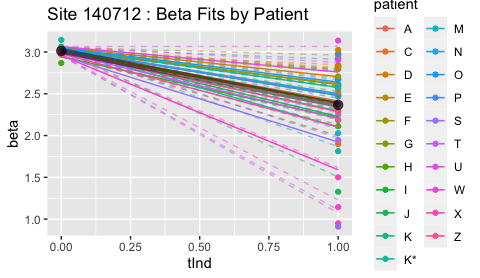 Site 140712 : Beta Fits by Patient
patient
3.0
2.5
2.0
1.5
1.0
beta
0.00
0.25
0.50
0.75
1.00
tInd
A
C
D
E
F
G
H
I
J
K
K*
M
N
O
P
S
T
U
W
X
Z